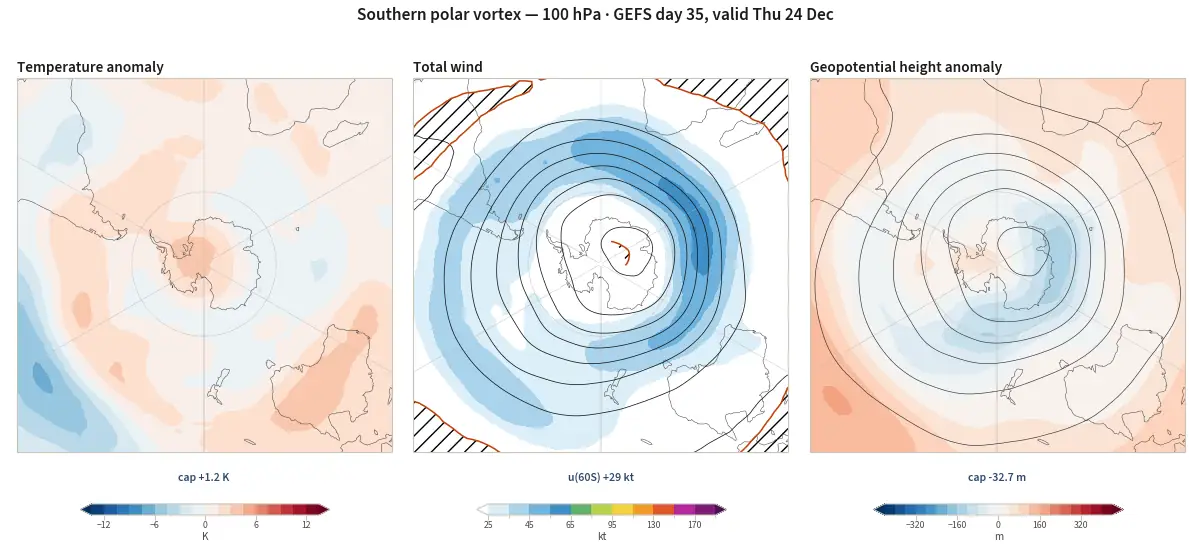 Southern polar vortex — 100 hPa · GEFS day 35, valid Thu 24 Dec
Temperature anomaly
Total wind
Geopotential height anomaly
cap +1.2 K
u(60S) +29 kt
cap -32.7 m
−12 −6 0 6 12
K
25 45 65 95 130 170
kt
−320 −160 0 160 320
m